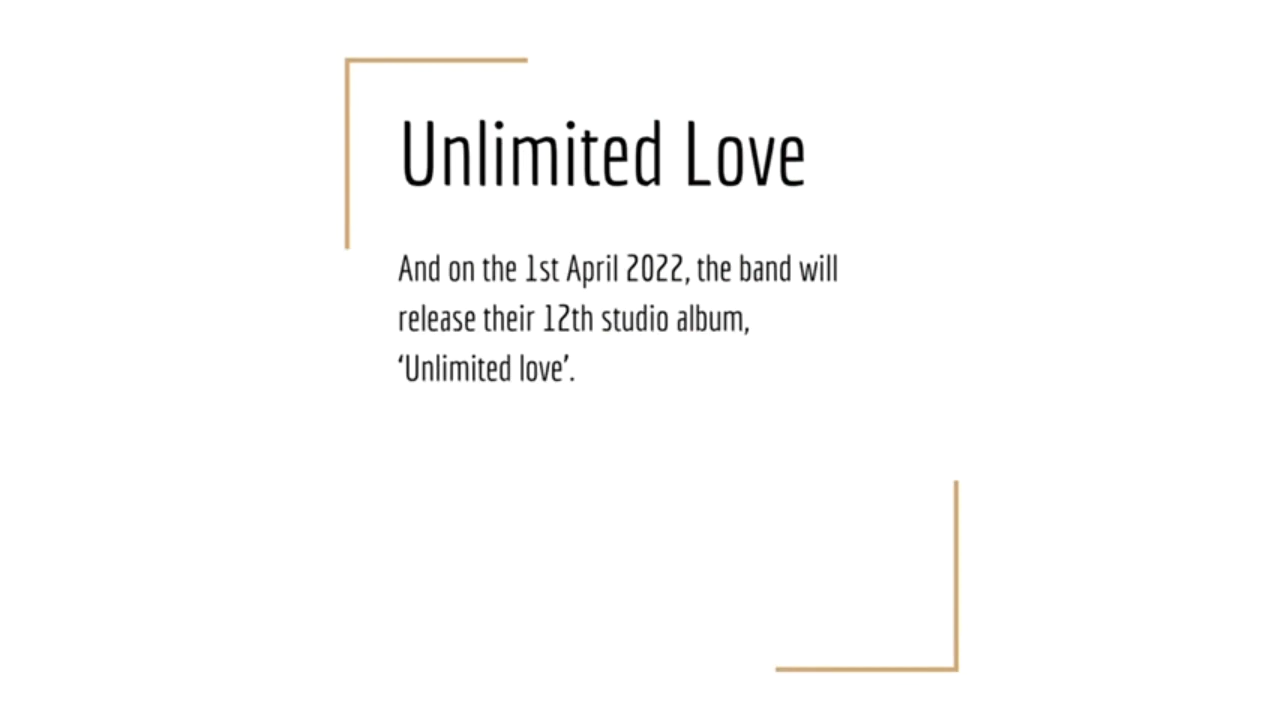 Unlimited Love
And on the 1st April 2022, the band will
release their 12th studio album,
‘Unlimited love’.